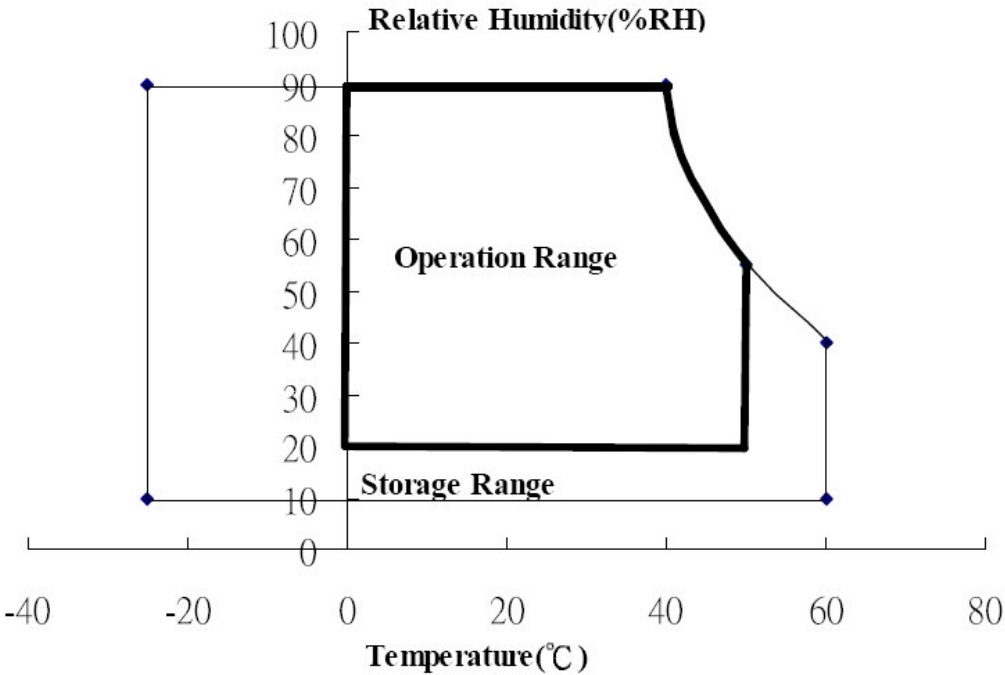 Relative Humidity(%RH)
100
90
80
70
60
Operation Range
50
40
30
20
Storage Range
10
0
-40 -20 0 20 40 60 80
Temperature(℃)